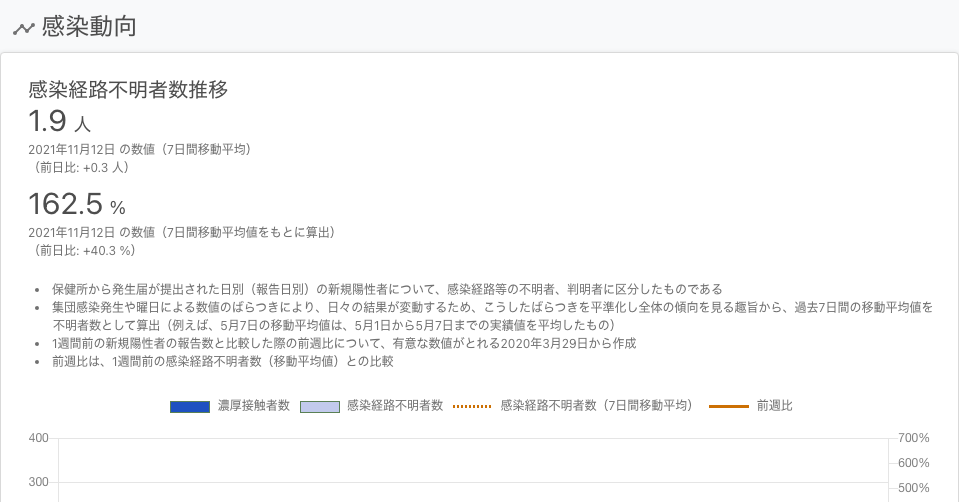 感染動向
感染経路不明者数推移
1.9 人
2021年11月12日 の数値（7日間移動平均）
（前日比: +0.3 人）
162.5 %
2021年11月12日 の数値（7日間移動平均値をもとに算出）
（前日比: +40.3 %）
• 保健所から発生届が提出された日別（報告日別）の新規陽性者について、感染経路等の不明者、判明者に区分したものである
• 集団感染発生や曜日による数値のばらつきにより、日々の結果が変動するため、こうしたばらつきを平準化し全体の傾向を見る趣旨から、過去7日間の移動平均値を
不明者数として算出（例えば、5月7日の移動平均値は、5月1日から5月7日までの実績値を平均したもの）
• 1週間前の新規陽性者の報告数と比較した際の前週比について、有意な数値がとれる2020年3月29日から作成
• 前週比は、1週間前の感染経路不明者数（移動平均値）との比較
濃厚接触者数 感染経路不明者数 感染経路不明者数（7日間移動平均） 前週比
400 700%
600%
300 500%